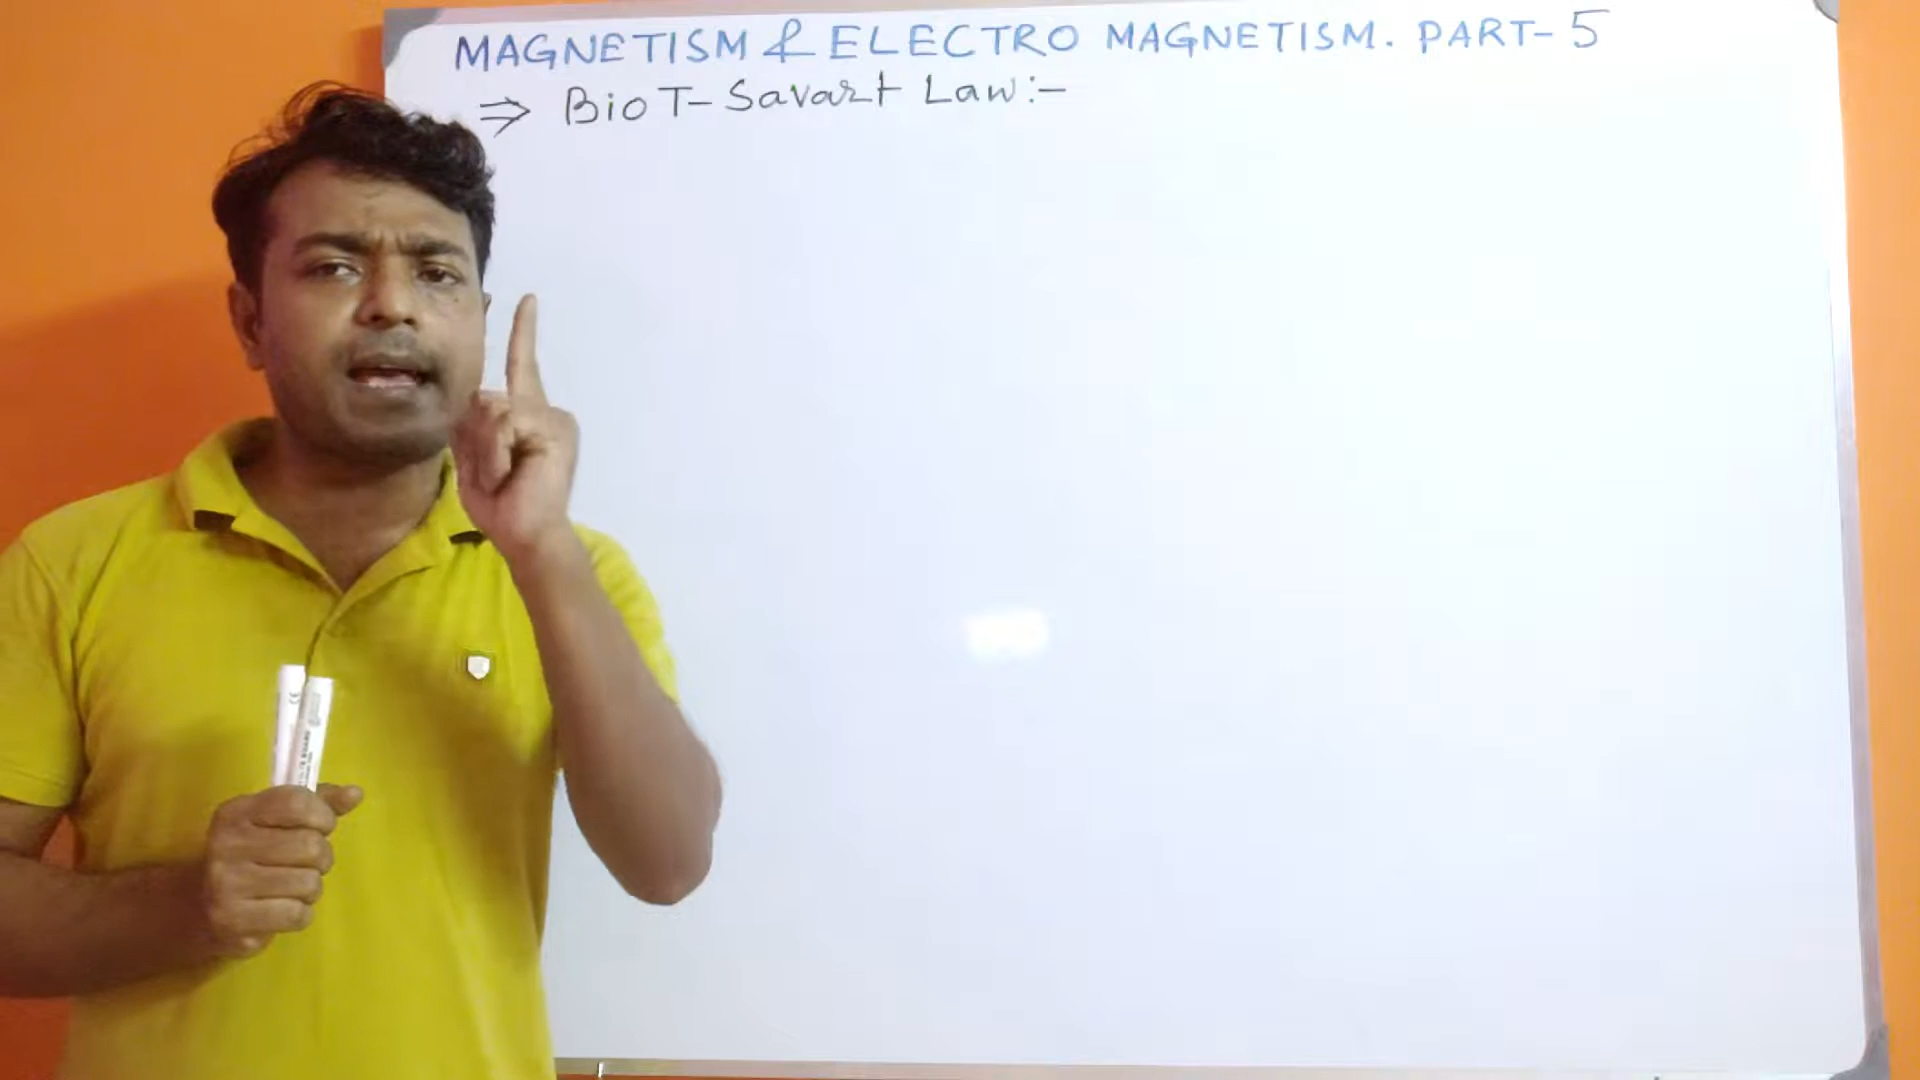 MAGNETISM & ELECTRO MAGNETISM. PART-5
⇒ BioT-Savart Law:-